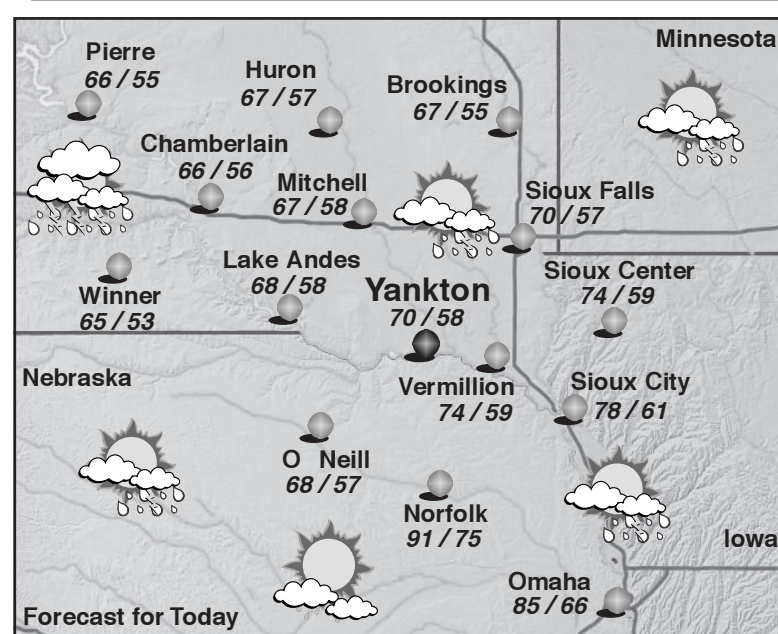 Minnesota
Pierre
66 / 55
Huron
67 / 57
Brookings
67 / 55
Chamberlain
66 / 56
Mitchell
67 / 58
Sioux Falls
70 / 57
Lake Andes
68 / 58
Winner
65 / 53
Yankton
70 / 58
Sioux Center
74 / 59
Nebraska
Vermillion
74 / 59
Sioux City
78 / 61
O Neill
68 / 57
Norfolk
91 / 75
Iowa
Omaha
85 / 66
Forecast for Today